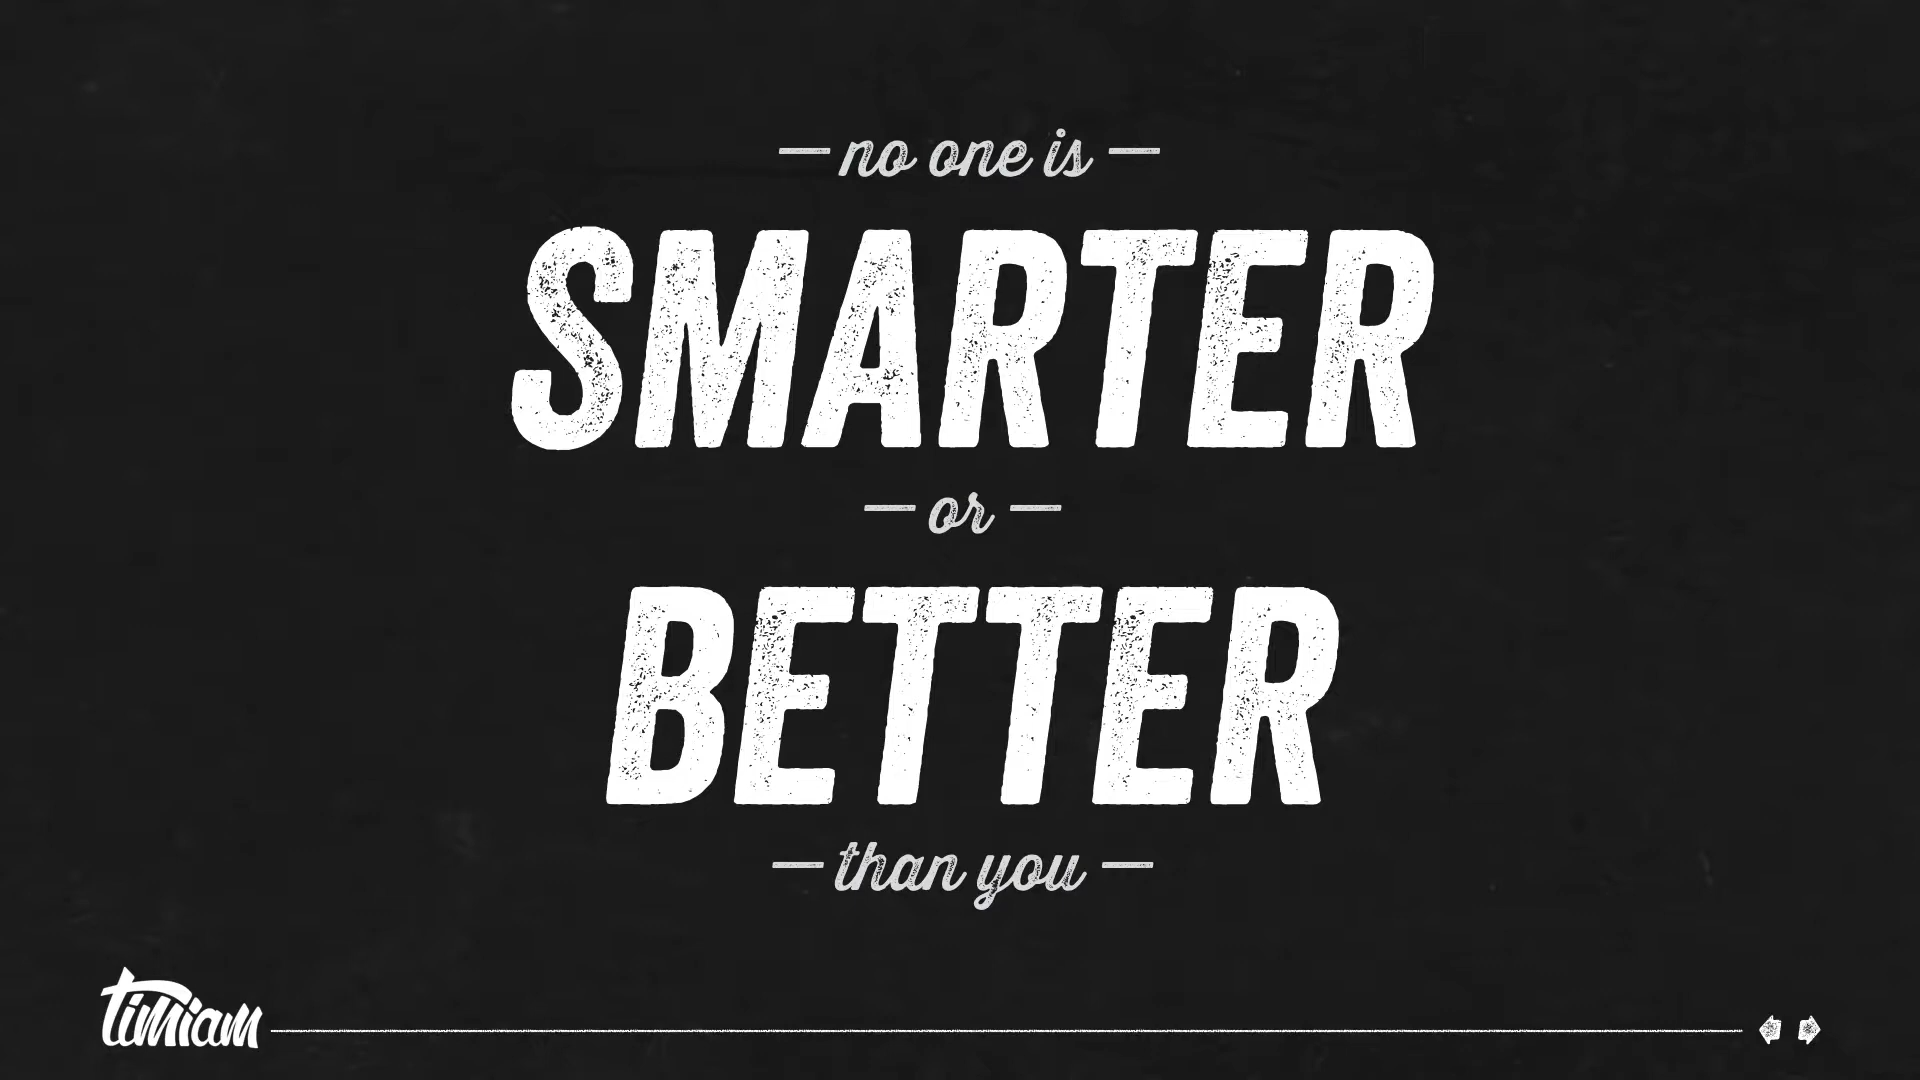 — no one is —
SMARTER
— or —
BETTER
— than you —
timiam